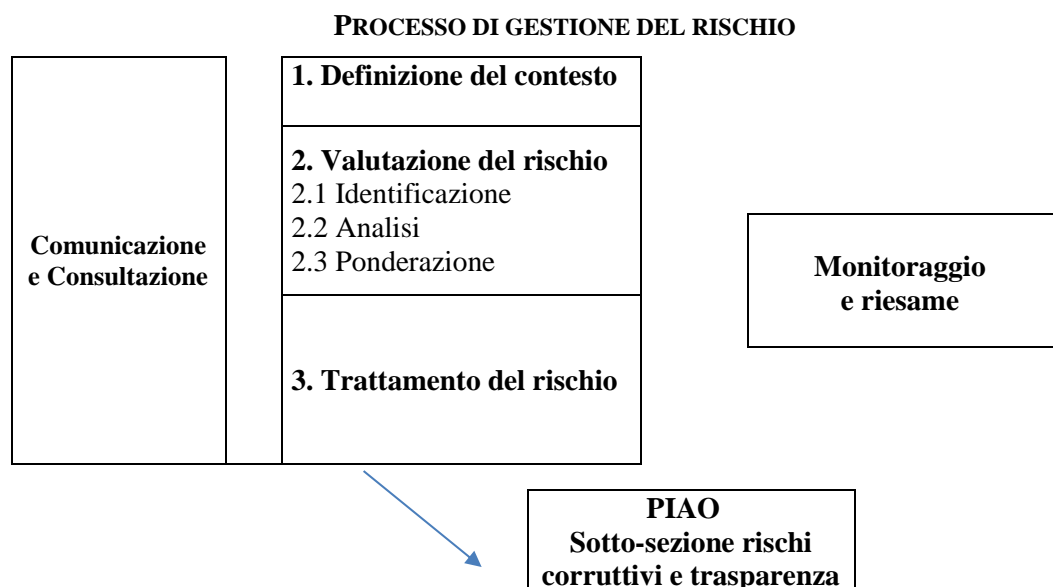 PROCESSO DI GESTIONE DEL RISCHIO
Comunicazione
e Consultazione
1. Definizione del contesto
2. Valutazione del rischio
2.1 Identificazione
2.2 Analisi
2.3 Ponderazione
3. Trattamento del rischio
Monitoraggio
e riesame
PIAO
Sotto-sezione rischi
corruttivi e trasparenza